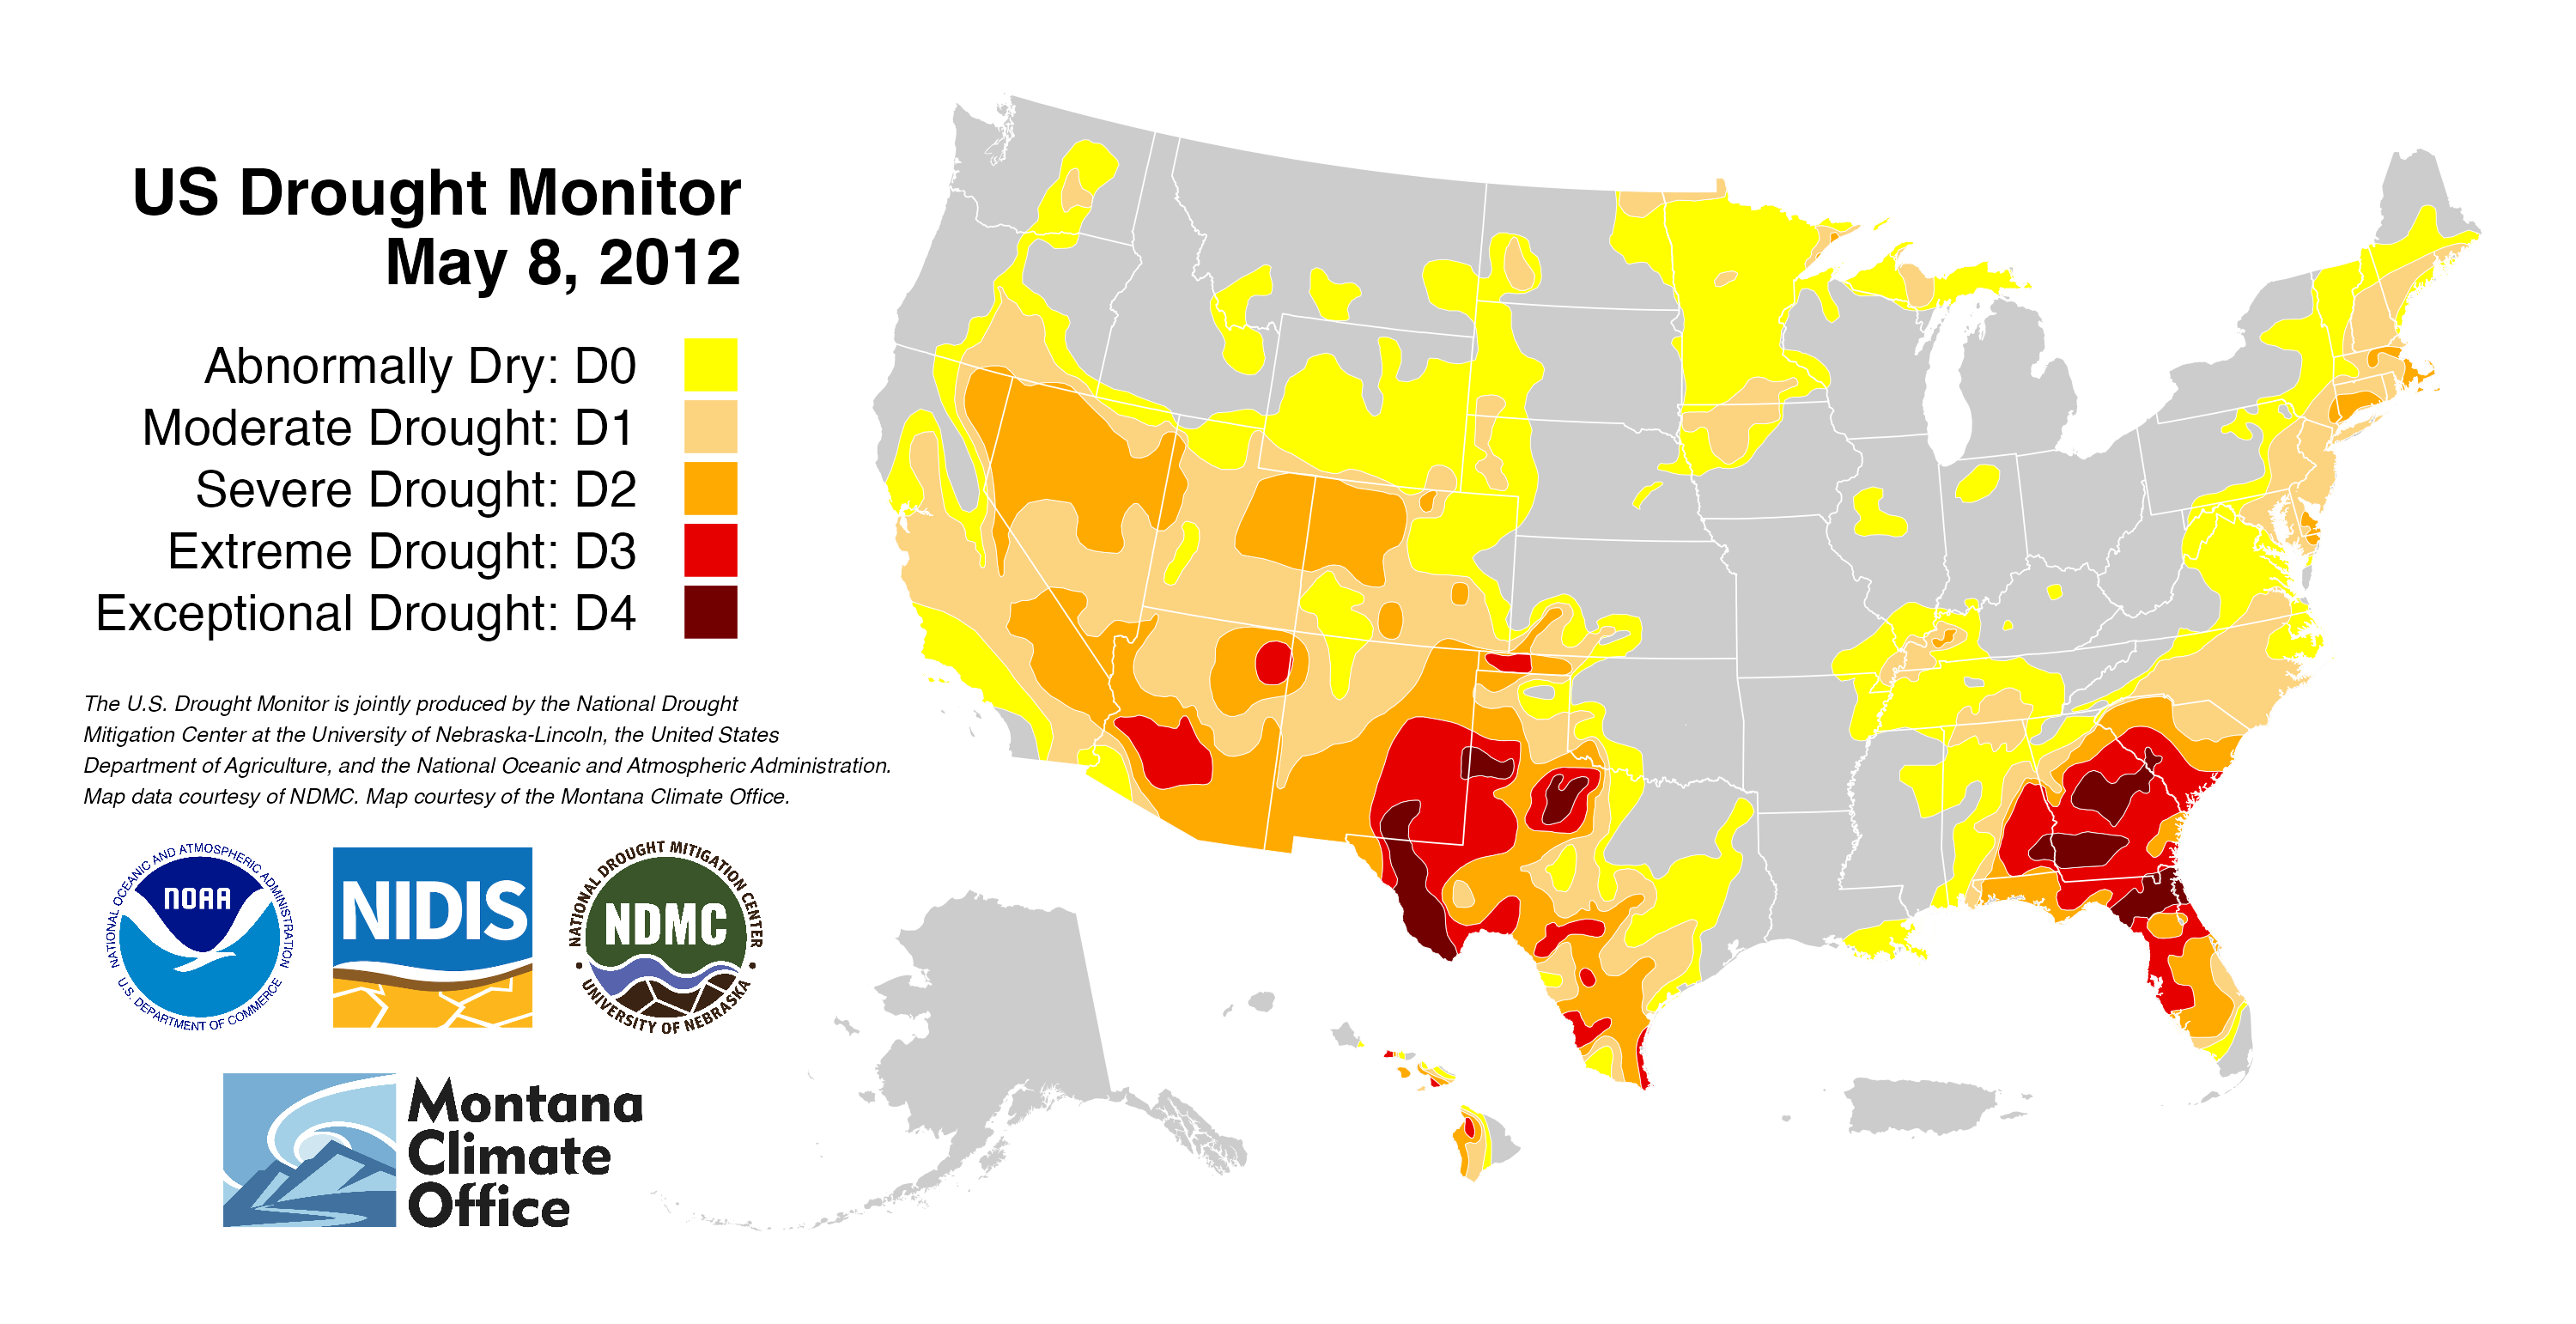 US Drought Monitor
May 8, 2012
Abnormally Dry: D0
Moderate Drought: D1
Severe Drought: D2
Extreme Drought: D3
Exceptional Drought: D4
The U.S. Drought Monitor is jointly produced by the National Drought
Mitigation Center at the University of Nebraska-Lincoln, the United States
Department of Agriculture, and the National Oceanic and Atmospheric Administration.
Map data courtesy of NDMC. Map courtesy of the Montana Climate Office.
NATIONAL OCEANIC AND ATMOSPHERIC ADMINISTRATION
NOAA
U.S. DEPARTMENT OF COMMERCE
NIDIS
NATIONAL DROUGHT MITIGATION CENTER
NDMC
UNIVERSITY OF NEBRASKA
Montana
Climate
Office